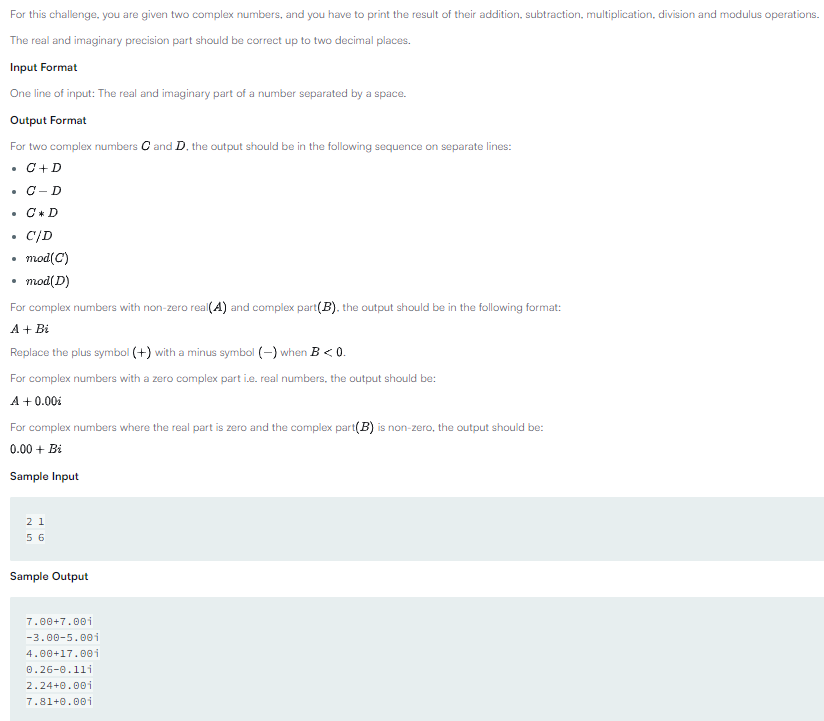 For this challenge, you are given two complex numbers, and you have to print the result of their addition, subtraction, multiplication, division and modulus operations.
The real and imaginary precision part should be correct up to two decimal places.
Input Format
One line of input: The real and imaginary part of a number separated by a space.
Output Format
For two complex numbers C and D, the output should be in the following sequence on separate lines:
• C + D
• C − D
• C * D
• C/D
• mod(C)
• mod(D)
For complex numbers with non-zero real(A) and complex part(B), the output should be in the following format:
A + Bi
Replace the plus symbol (+) with a minus symbol (−) when B < 0.
For complex numbers with a zero complex part i.e. real numbers, the output should be:
A + 0.00i
For complex numbers where the real part is zero and the complex part(B) is non-zero, the output should be:
0.00 + Bi
Sample Input
2 1
5 6
Sample Output
7.00+7.00i
-3.00-5.00i
4.00+17.00i
0.26-0.11i
2.24+0.00i
7.81+0.00i